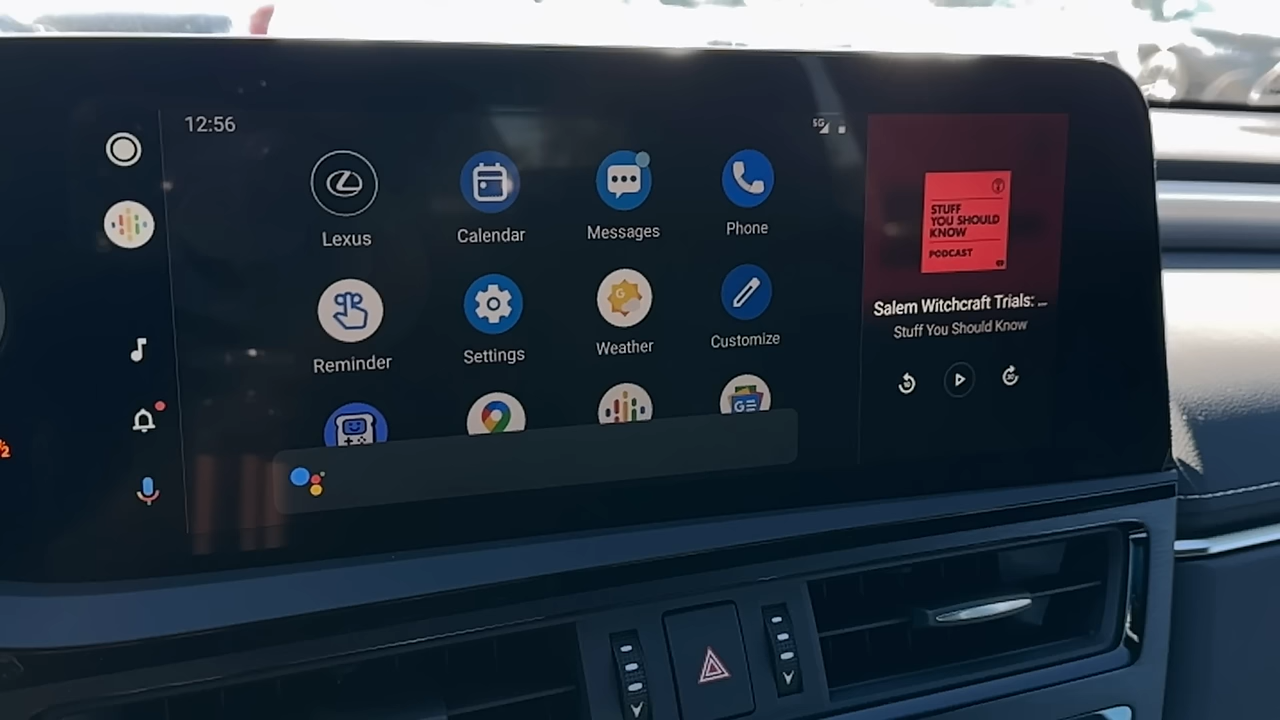 12:56
5G
Lexus
Calendar
Messages
Phone
Reminder
Settings
Weather
Customize
STUFF
YOU SHOULD
KNOW
PODCAST
Salem Witchcraft Trials: ...
Stuff You Should Know